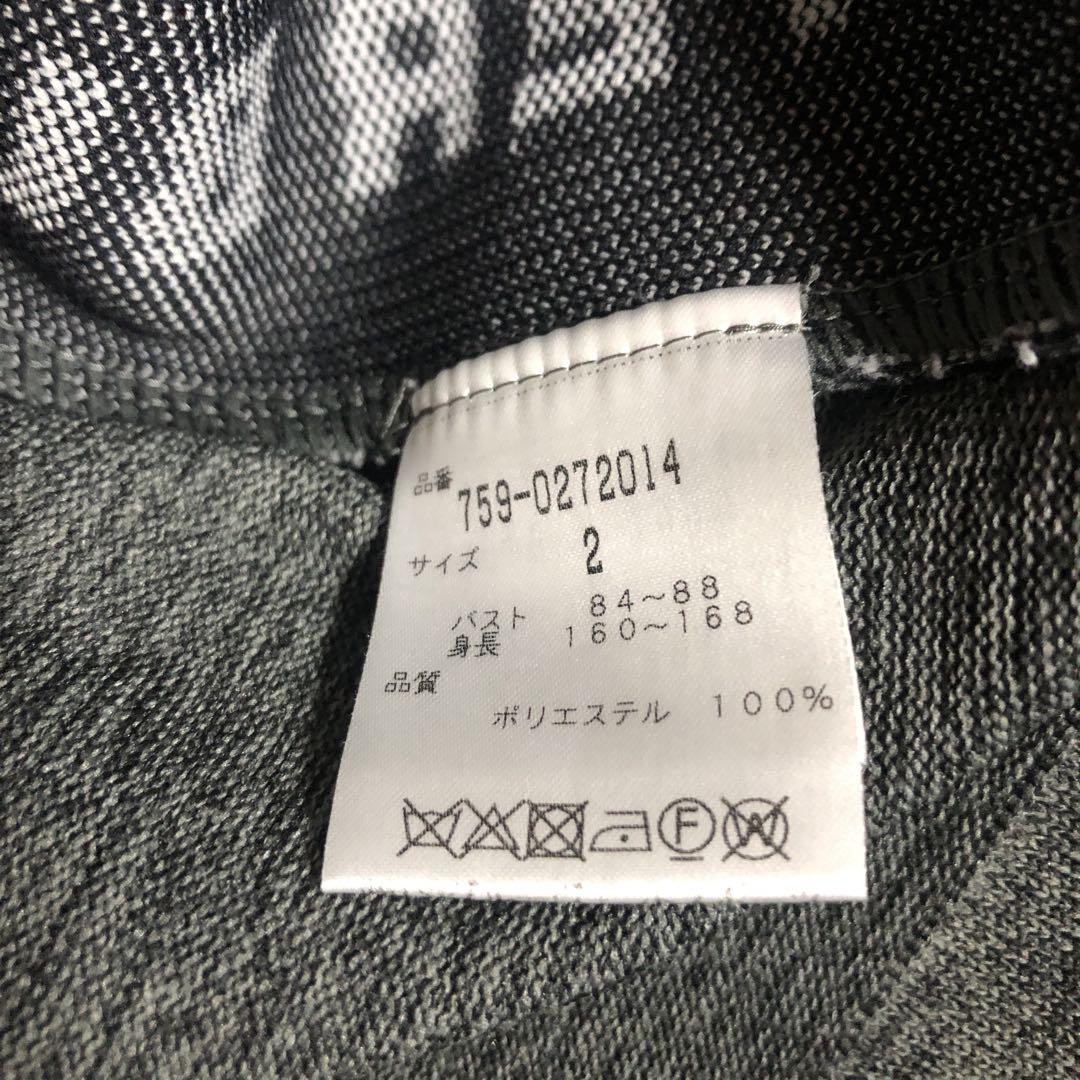 品番 759-0272014
サイズ 2
バスト 84～88
身長 160～168
品質
ポリエステル 100%
F W